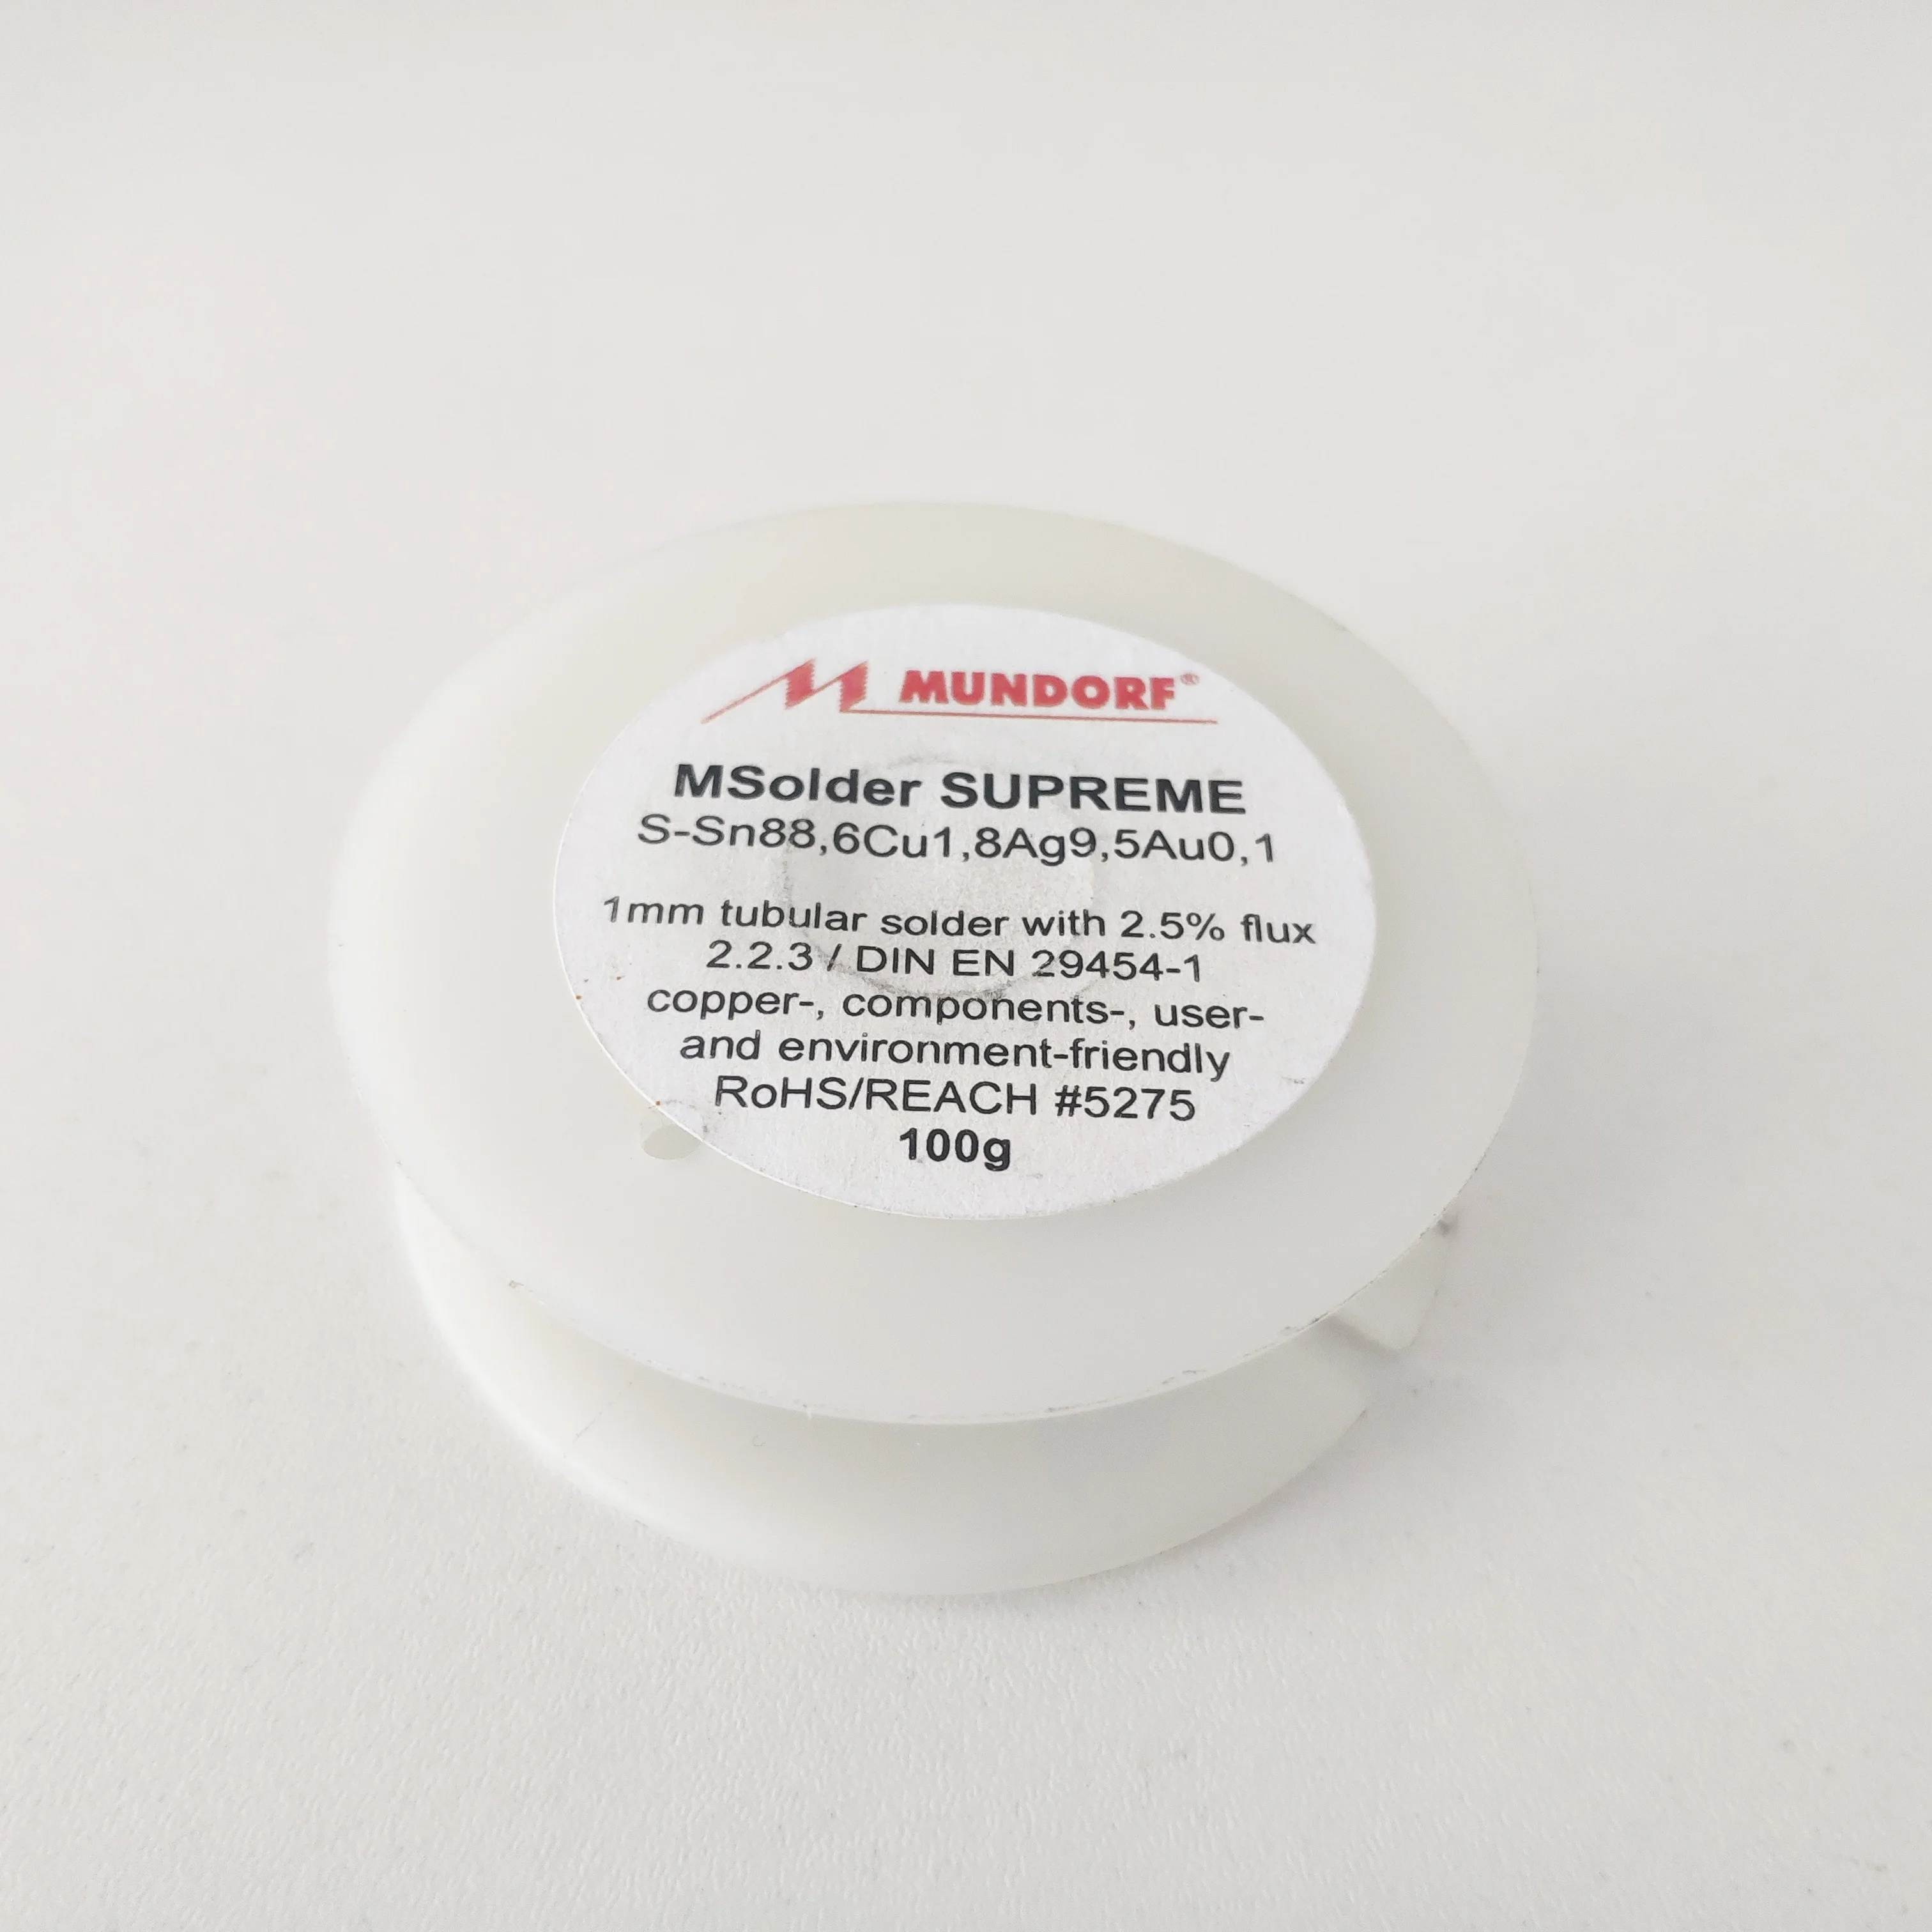 MUNDORF®
MSolder SUPREME
S-Sn88,6Cu1,8Ag9,5Au0,1
1mm tubular solder with 2.5% flux
2.2.3 / DIN EN 29454-1
copper-, components-, user-
and environment-friendly
RoHS/REACH #5275
100g